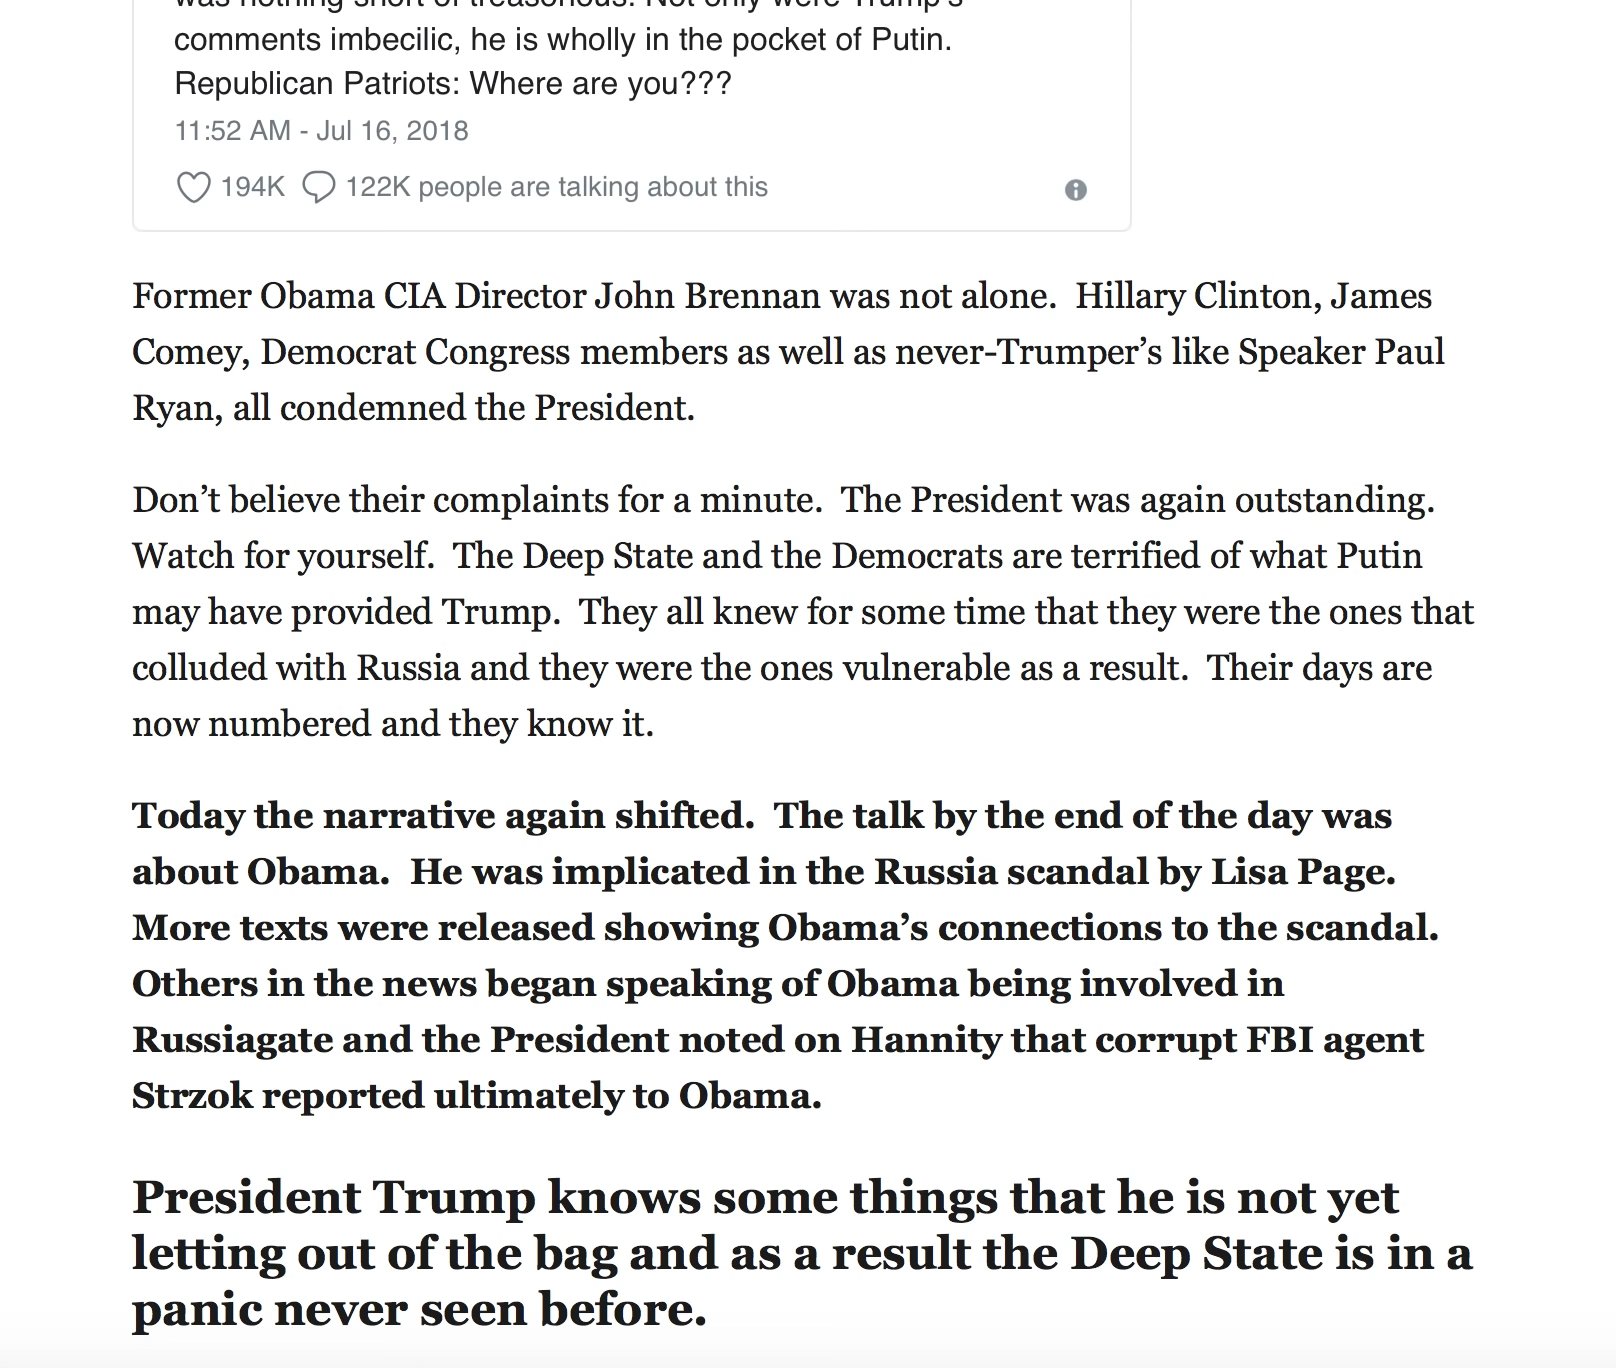 was nothing short of treasonous. Not only were Trump's
comments imbecilic, he is wholly in the pocket of Putin.
Republican Patriots: Where are you???
11:52 AM - Jul 16, 2018
194K 122K people are talking about this
Former Obama CIA Director John Brennan was not alone.  Hillary Clinton, James
Comey, Democrat Congress members as well as never-Trumper’s like Speaker Paul
Ryan, all condemned the President.
Don’t believe their complaints for a minute.  The President was again outstanding.
Watch for yourself.  The Deep State and the Democrats are terrified of what Putin
may have provided Trump.  They all knew for some time that they were the ones that
colluded with Russia and they were the ones vulnerable as a result.  Their days are
now numbered and they know it.
Today the narrative again shifted.  The talk by the end of the day was
about Obama.  He was implicated in the Russia scandal by Lisa Page.
More texts were released showing Obama’s connections to the scandal.
Others in the news began speaking of Obama being involved in
Russiagate and the President noted on Hannity that corrupt FBI agent
Strzok reported ultimately to Obama.
President Trump knows some things that he is not yet
letting out of the bag and as a result the Deep State is in a
panic never seen before.